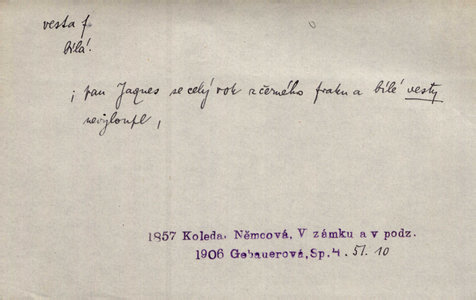 vesta f.
bílá!
; pan Jaques se celý rok z černého fraku a bílé vesty
nevyloupl,
1857 Koleda. Němcová, V zámku a v podz.
1906 Gebauerová, Sp. 4. 51. 10